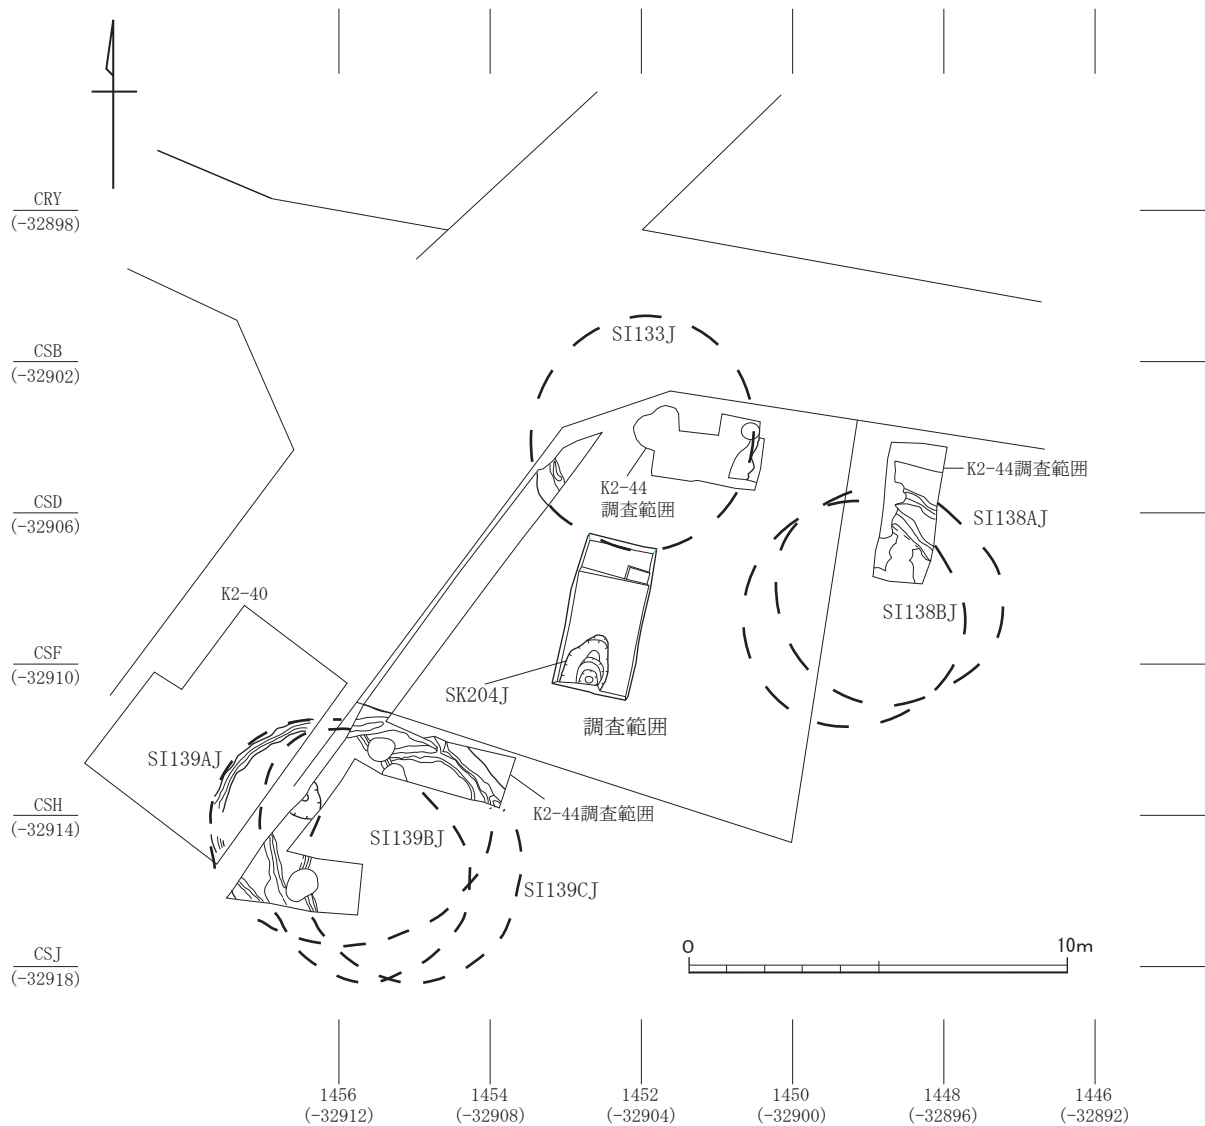 CRY
(-32898)
SI133J
CSB
(-32902)
K2-44調査範囲
K2-44
調査範囲
CSD
(-32906)
SI138AJ
K2-40
SI138BJ
CSF
(-32910)
SK204J
調査範囲
SI139AJ
CSH
(-32914)
K2-44調査範囲
SI139BJ
SI139CJ
CSJ
(-32918)
0 10m
1456 1454 1452 1450 1448 1446
(-32912) (-32908) (-32904) (-32900) (-32896) (-32892)